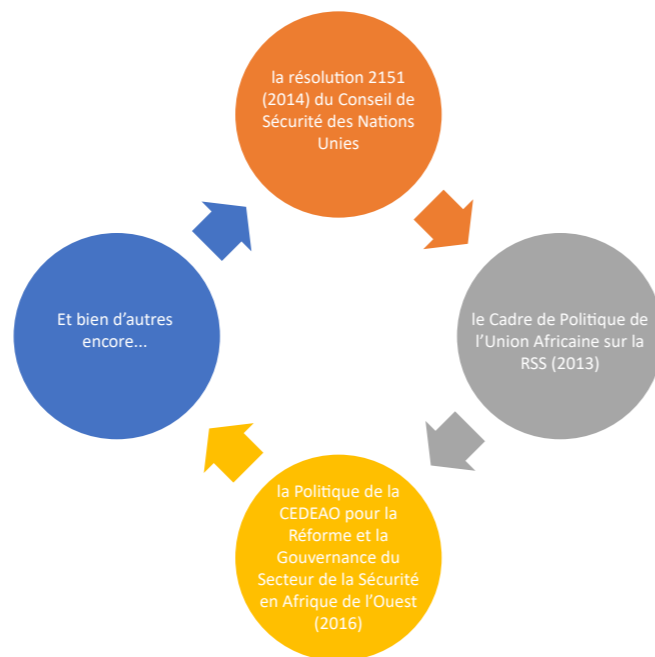 la résolution 2151
(2014) du Conseil de
Sécurité des Nations
Unies
le Cadre de Politique de
l’Union Africaine sur la
RSS (2013)
la Politique de la
CEDEAO pour la
Réforme et la
Gouvernance du
Secteur de la Sécurité
en Afrique de l’Ouest
(2016)
Et bien d’autres
encore...